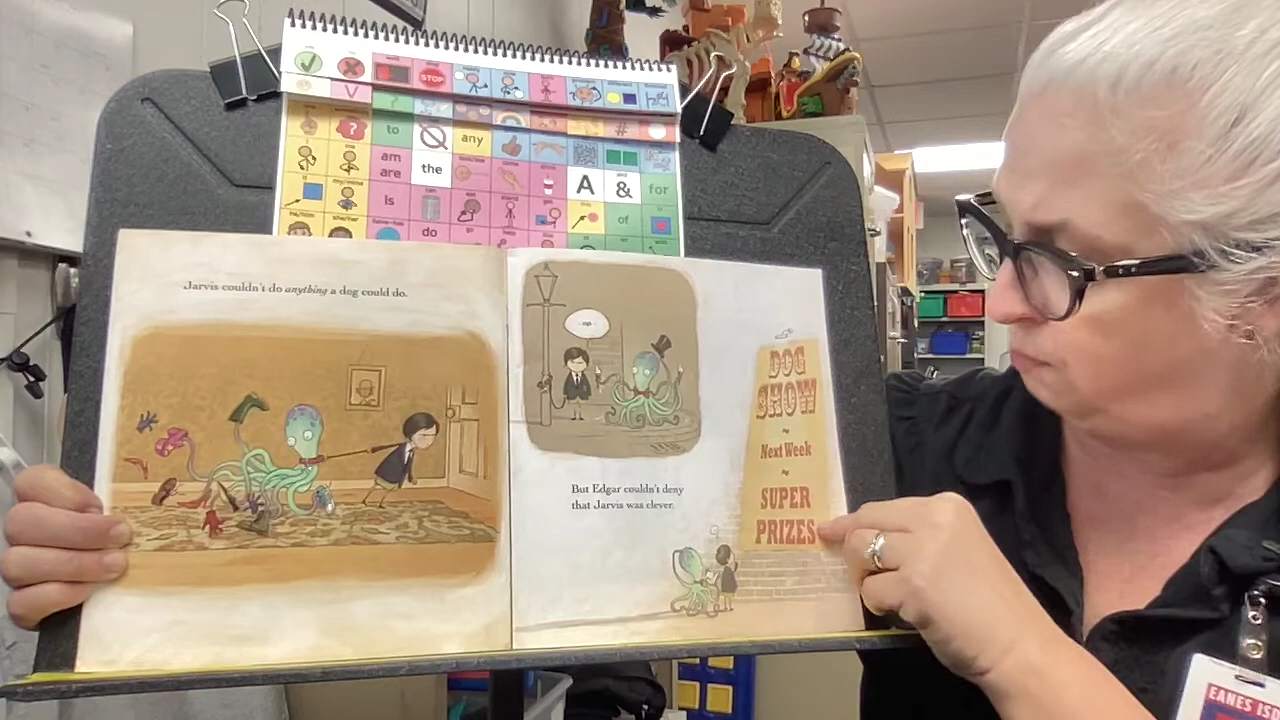 STOP
to
any
am
are
the
A
&
for
is
of
do
Jarvis couldn't do anything a dog could do.
DOG
SHOW
Next Week
SUPER
PRIZES
But Edgar couldn't deny
that Jarvis was clever.
EANES ISD